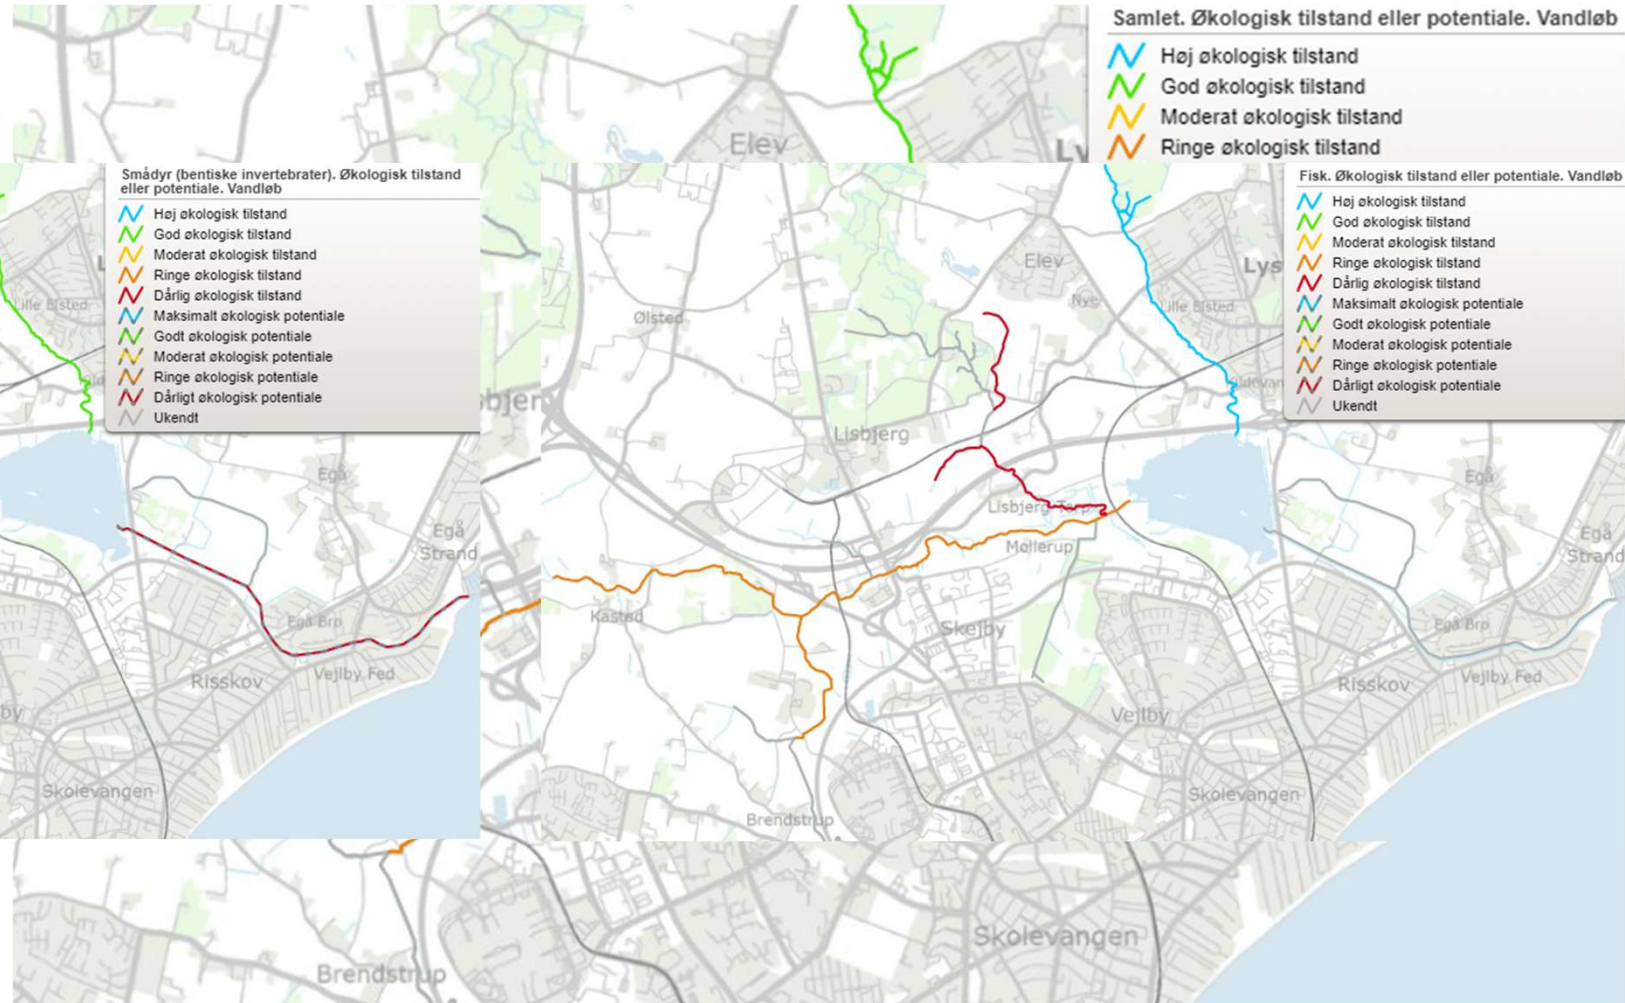 Samlet. Økologisk tilstand eller potentiale. Vandløb
Høj økologisk tilstand
God økologisk tilstand
Moderat økologisk tilstand
Ringe økologisk tilstand
Elev
Ly
Smådyr (bentiske invertebrater). Økologisk tilstand
eller potentiale. Vandløb
Høj økologisk tilstand
God økologisk tilstand
Moderat økologisk tilstand
Ringe økologisk tilstand
Dårlig økologisk tilstand
Maksimalt økologisk potentiale
Godt økologisk potentiale
Moderat økologisk potentiale
Ringe økologisk potentiale
Dårligt økologisk potentiale
Ukendt
Lille Elsted
Egå
Egå
Strand
Egå Bro
Risskov
Vejlby Fed
by
Skolevangen
bjer
Fisk. Økologisk tilstand eller potentiale. Vandløb
Høj økologisk tilstand
God økologisk tilstand
Moderat økologisk tilstand
Ringe økologisk tilstand
Dårlig økologisk tilstand
Maksimalt økologisk potentiale
Godt økologisk potentiale
Moderat økologisk potentiale
Ringe økologisk potentiale
Dårligt økologisk potentiale
Ukendt
Elev
Lys
Nye
Lille Elsted
Ølsted
Lisbjerg
Lisbjerg-Terp
Mollerup
Egå
Egå
Strand
Kasted
Skejby
Egå Bro
Risskov
Vejlby Fed
Vejlby
Skolevangen
Brendstrup
Skolevangen
Brendstrup